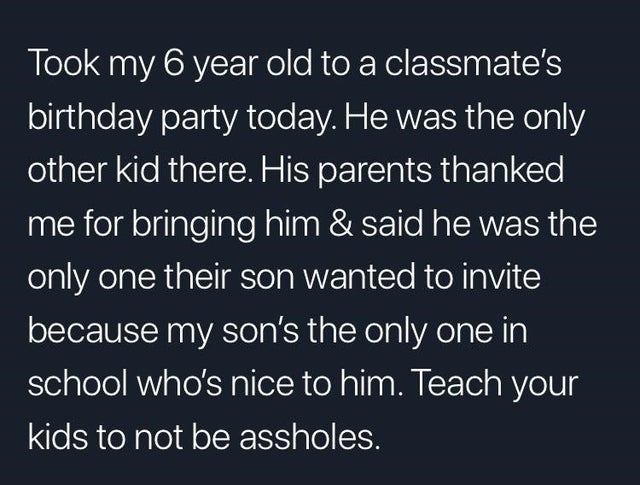 Took my 6 year old to a classmate's
birthday party today. He was the only
other kid there. His parents thanked
me for bringing him & said he was the
only one their son wanted to invite
because my son's the only one in
school who's nice to him. Teach your
kids to not be assholes.